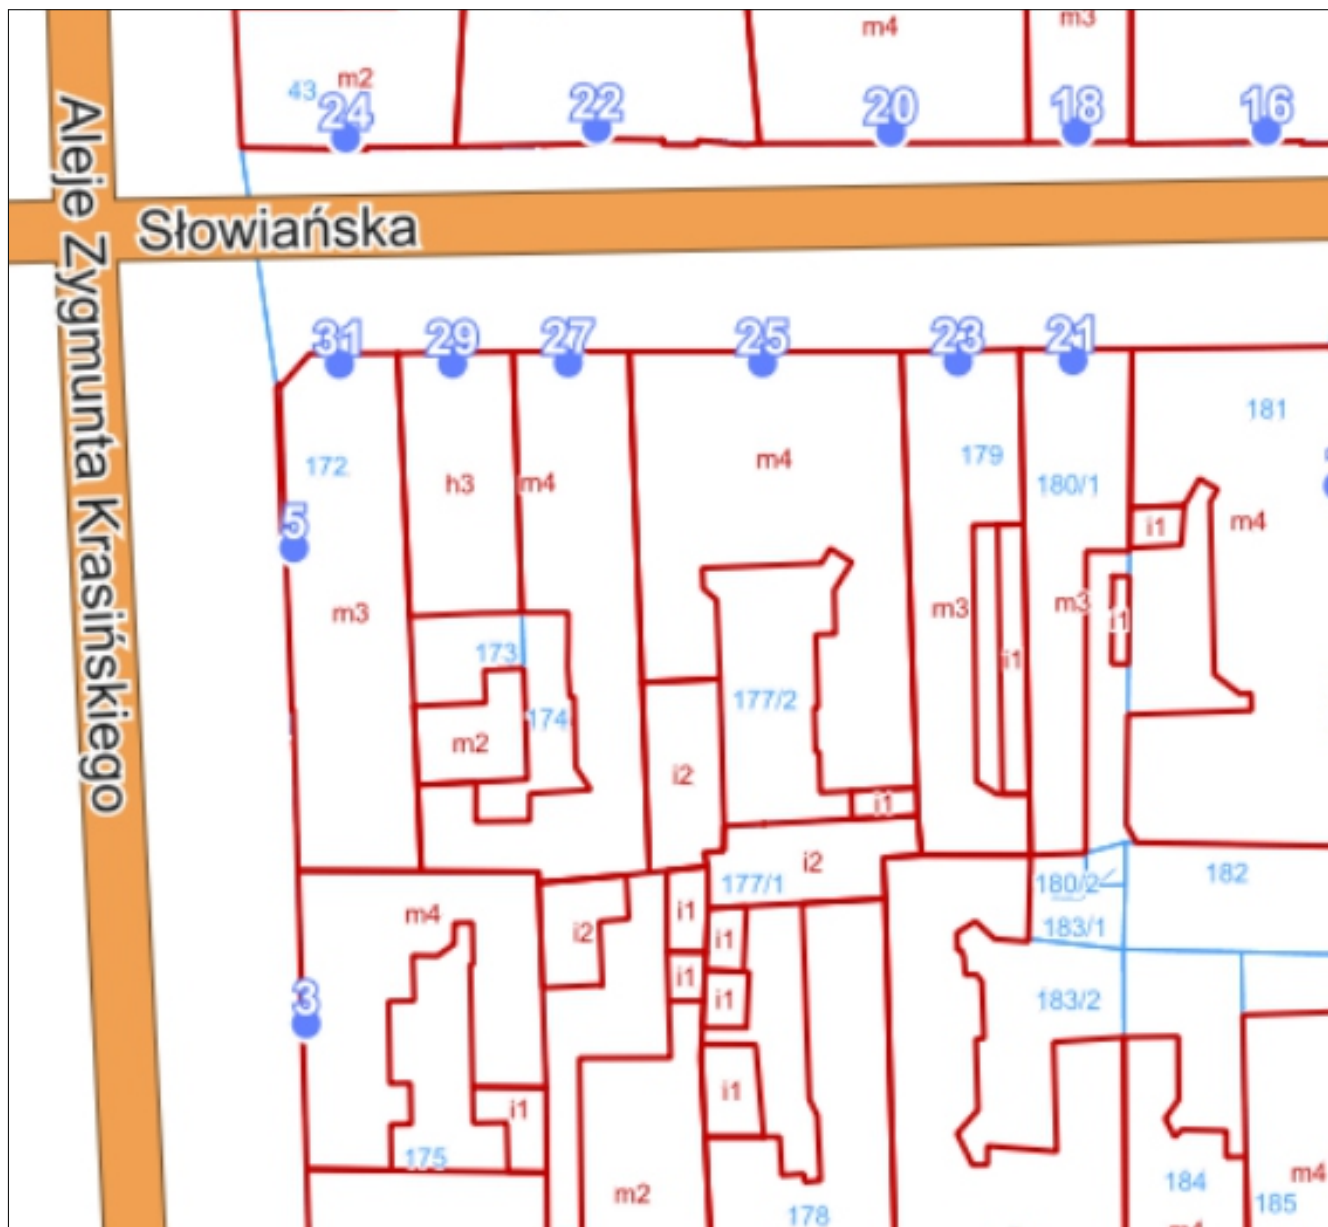 m4
m3
43
m2
24
22
20
18
16
Aleje Zygmunta Krasińskiego
Słowiańska
31
29
27
25
23
21
181
172
179
m4
h3
m4
180/1
m4
5
i1
m3
m3
m3
i1
173
i1
177/2
174
m2
i2
i1
i2
177/1
180/2
182
m4
i1
183/1
i2
i1
i1
3
i1
183/2
i1
i1
175
m2
184
m4
185
178